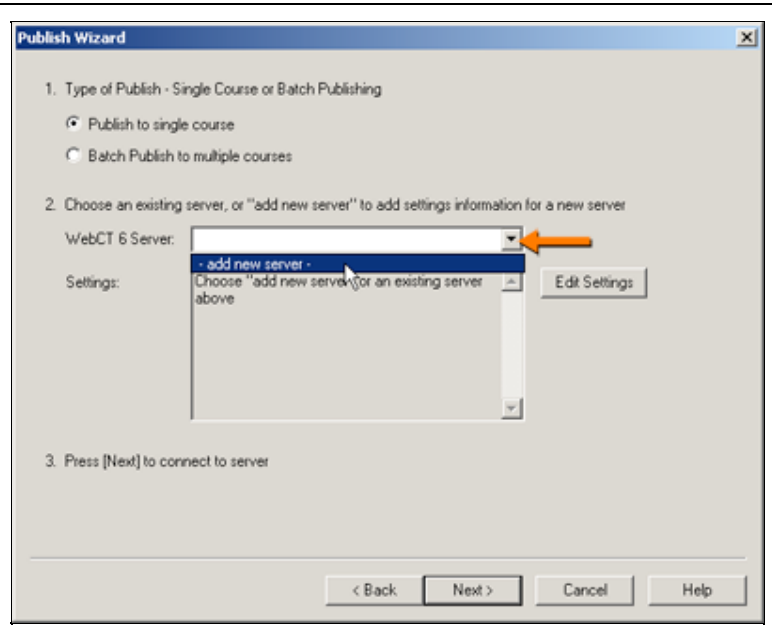 Publish Wizard
1. Type of Publish - Single Course or Batch Publishing
Publish to single course
Batch Publish to multiple courses
2. Choose an existing server, or "add new server" to add settings information for a new server
WebCT 6 Server:
- add new server -
Settings:
Choose "add new server" or an existing server
above
Edit Settings
3. Press [Next] to connect to server
< Back
Next >
Cancel
Help